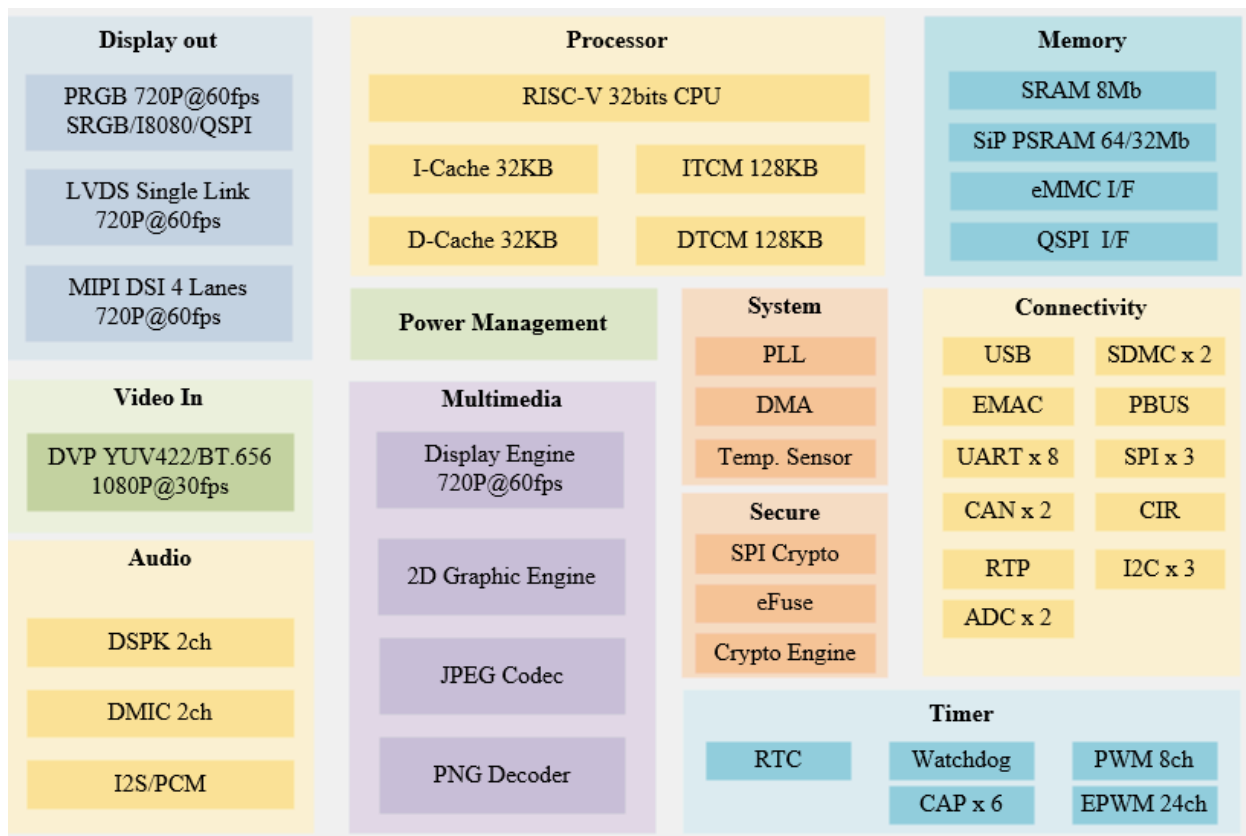 Display out
PRGB 720P@60fps
SRGB/I8080/QSPI
LVDS Single Link
720P@60fps
MIPI DSI 4 Lanes
720P@60fps
Video In
DVP YUV422/BT.656
1080P@30fps
Audio
DSPK 2ch
DMIC 2ch
I2S/PCM
Processor
RISC-V 32bits CPU
I-Cache 32KB
ITCM 128KB
D-Cache 32KB
DTCM 128KB
Power Management
Multimedia
Display Engine
720P@60fps
2D Graphic Engine
JPEG Codec
PNG Decoder
System
PLL
DMA
Temp. Sensor
Secure
SPI Crypto
eFuse
Crypto Engine
Memory
SRAM 8Mb
SiP PSRAM 64/32Mb
eMMC I/F
QSPI I/F
Connectivity
USB
SDMC x 2
EMAC
PBUS
UART x 8
SPI x 3
CAN x 2
CIR
RTP
I2C x 3
ADC x 2
Timer
RTC
Watchdog
PWM 8ch
CAP x 6
EPWM 24ch